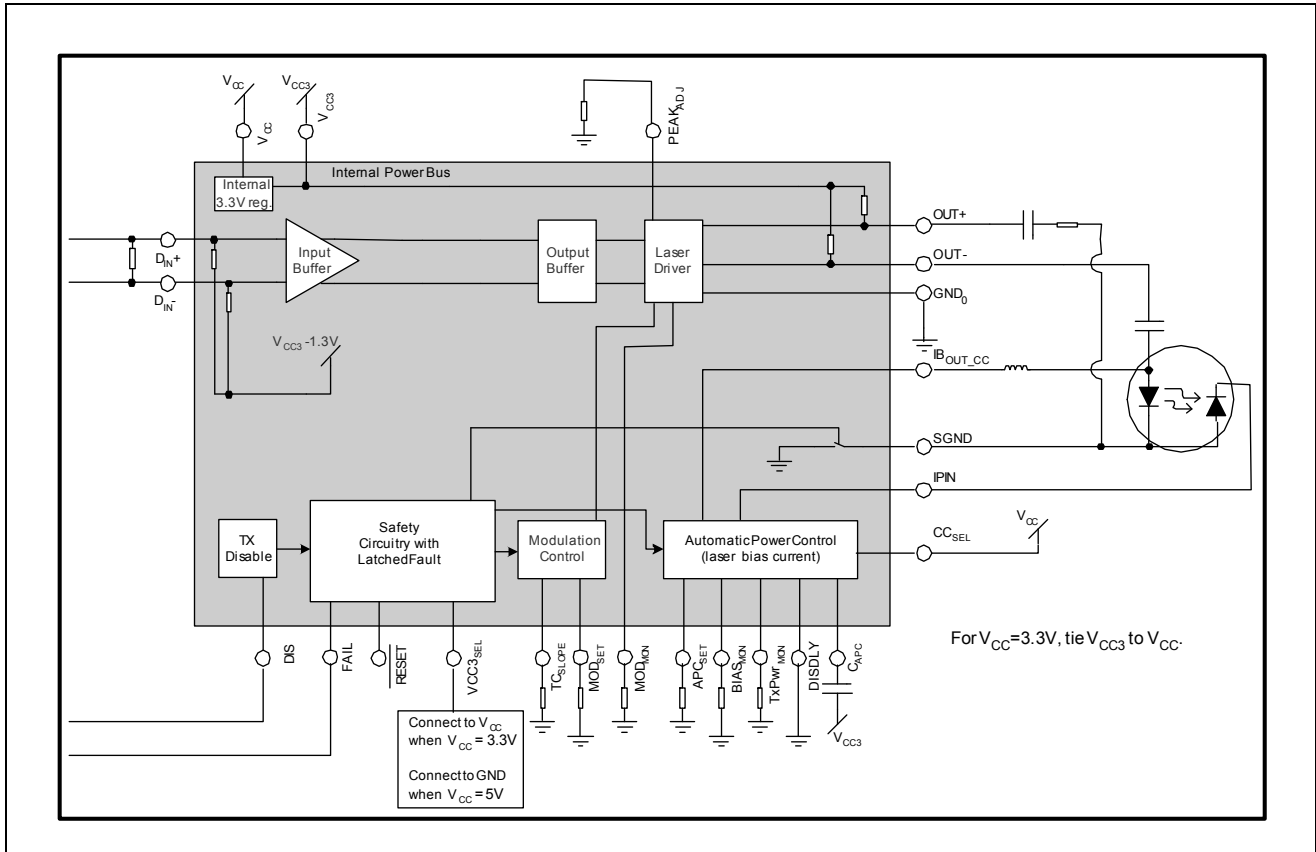 VCC
VCC3
VCC
VCC3
PEAKADJ
Internal Power Bus
Internal
3.3V reg.
OUT+
DIN+
Input
Buffer
Output
Buffer
Laser
Driver
OUT-
DIN-
GND0
VCC3 -1.3V
IBOUT_CC
SGND
IPIN
TX
Disable
Safety
Circuitry with
Latched Fault
Modulation
Control
Automatic Power Control
(laser bias current)
VCC
CCSEL
For VCC=3.3V, tie VCC3 to VCC.
DIS
FAIL
RESET
VCC3SEL
TCSLOPE
MODSET
MODMON
APCSET
BIASMON
TxPwrMON
DISDLY
CAPC
Connect to VCC
when VCC = 3.3V
Connect to GND
when VCC = 5V
VCC3